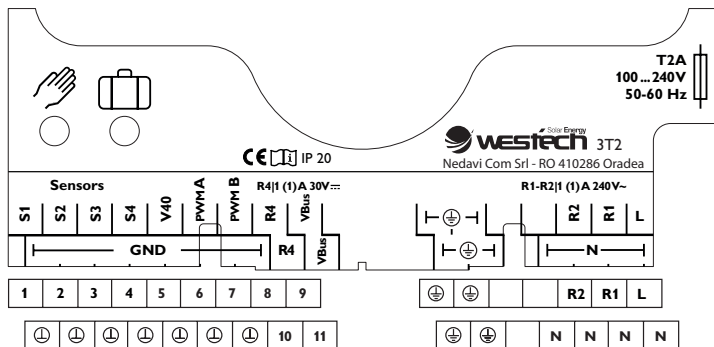 T2A
100 ... 240V
50-60 Hz
Solar Energy
westech 3T2
CE IP 20
Nedavi Com Srl - RO 410286 Oradea
Sensors R4|1 (1) A 30V⎓ R1-R2|1 (1) A 240V~
S1 S2 S3 S4 V40 PWM A PWM B R4 VBus R2 R1 L
GND R4 VBus N
1 2 3 4 5 6 7 8 9 R2 R1 L
10 11 N N N N